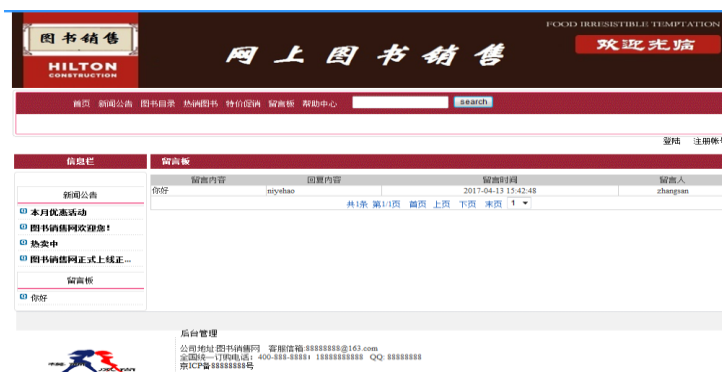 FOOD IRRESISTIBLE TEMPTATION
图书销售
HILTON
CONSTRUCTION
网上图书销售
欢迎光临
首页 新闻公告 图书目录 热销图书 特价促销 留言板 帮助中心 search
登陆 注册帐号
信息栏
新闻公告
本月优惠活动
图书销售网欢迎您!
热卖中
图书销售网正式上线正...
留言板
你好
留言板
留言内容 回复内容 留言时间 留言人
你好 niyehao 2017-04-13 15:42:48 zhangsan
共1条 第1/1页 首页 上页 下页 末页 1
后台管理
公司地址:图书销售网 客服信箱:88888888@163.com
全国统一订购电话: 400-888-8888; 18888888888 QQ: 88888888
京ICP备88888888号